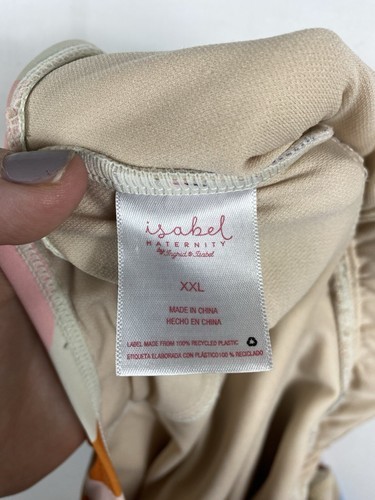 isabel
MATERNITY
by Ingrid & Isabel
XXL
MADE IN CHINA
HECHO EN CHINA
LABEL MADE FROM 100% RECYCLED PLASTIC
ETIQUETA ELABORADA CON PLÁSTICO100 % RECICLADO